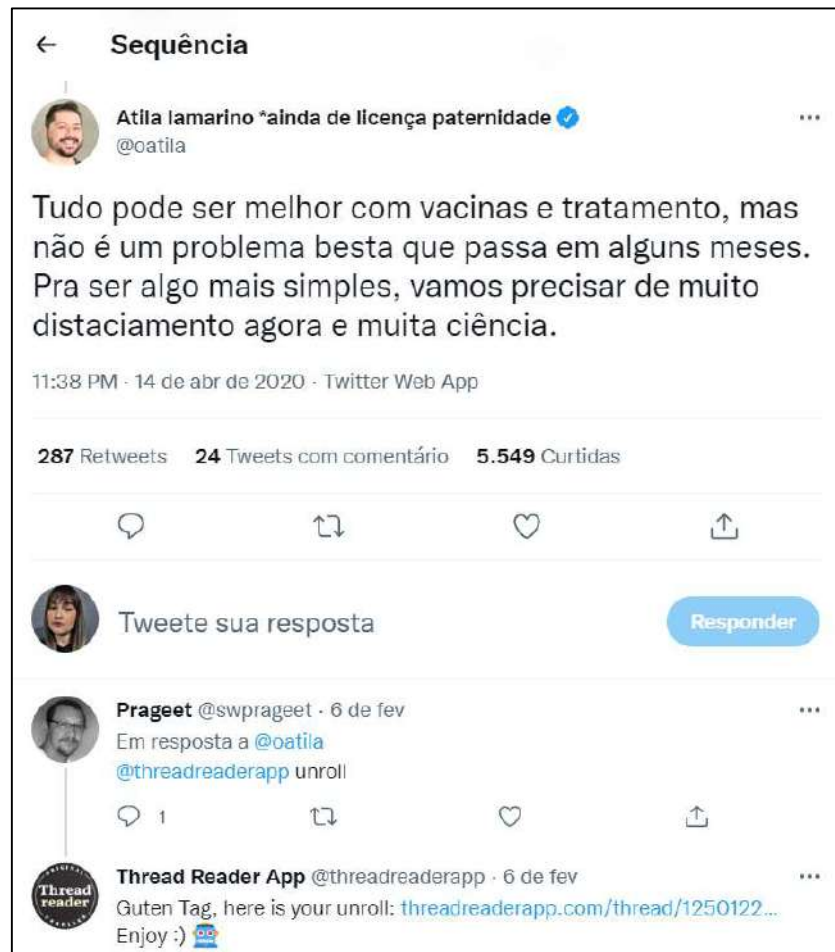 Sequência
Atila Iamarino *ainda de licença paternidade
@oatila
Tudo pode ser melhor com vacinas e tratamento, mas
não é um problema besta que passa em alguns meses.
Pra ser algo mais simples, vamos precisar de muito
distaciamento agora e muita ciência.
11:38 PM · 14 de abr de 2020 · Twitter Web App
287 Retweets 24 Tweets com comentário 5.549 Curtidas
Tweete sua resposta
Responder
Prageet @swprageet · 6 de fev
Em resposta a @oatila
@threadreaderapp unroll
1
Thread reader
Thread Reader App @threadreaderapp · 6 de fev
Guten Tag, here is your unroll: threadreaderapp.com/thread/1250122...
Enjoy :)